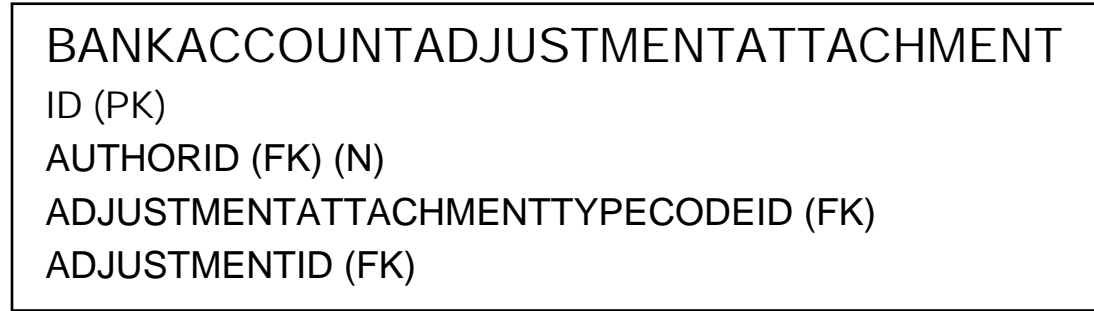 BANKACCOUNTADJUSTMENTATTACHMENT
ID (PK)
AUTHORID (FK) (N)
ADJUSTMENTATTACHMENTTYPECODEID (FK)
ADJUSTMENTID (FK)